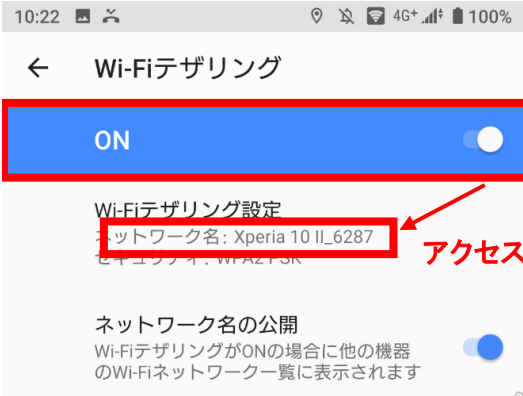 10:22 4G+ 100%
Wi-Fiテザリング
ON
Wi-Fiテザリング設定
ネットワーク名: Xperia 10 II_6287
セキュリティ: WPA2 PSK
アクセス
ネットワーク名の公開
Wi-FiテザリングがONの場合に他の機器
のWi-Fiネットワーク一覧に表示されます